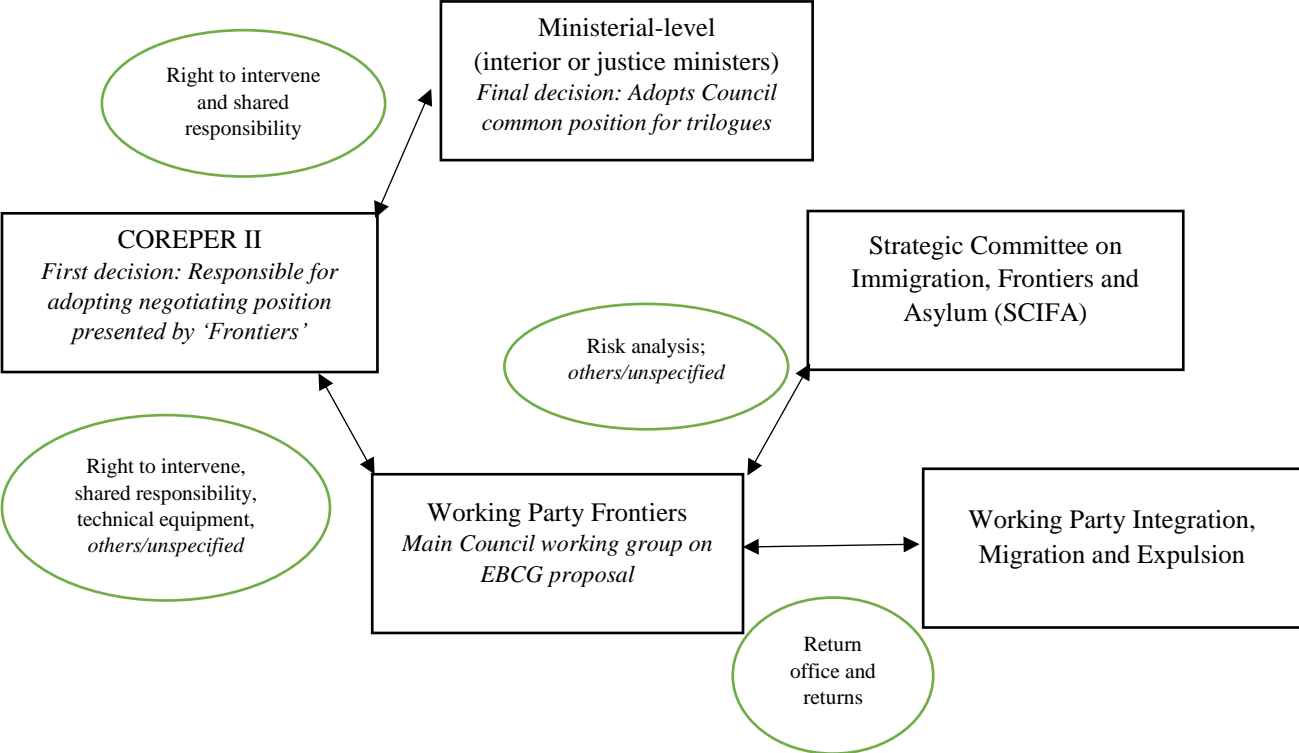 Ministerial-level
(interior or justice ministers)
Final decision: Adopts Council
common position for trilogues
Right to intervene
and shared
responsibility
COREPER II
First decision: Responsible for
adopting negotiating position
presented by ‘Frontiers’
Strategic Committee on
Immigration, Frontiers and
Asylum (SCIFA)
Risk analysis;
others/unspecified
Right to intervene,
shared responsibility,
technical equipment,
others/unspecified
Working Party Frontiers
Main Council working group on
EBCG proposal
Working Party Integration,
Migration and Expulsion
Return
office and
returns